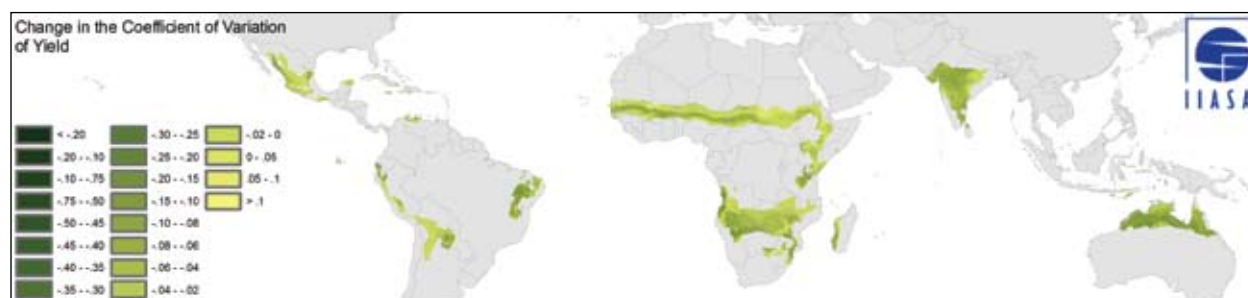 Change in the Coefficient of Variation
of Yield
< -.20
-.20 - -.10
-.10 - -.75
-.75 - -.50
-.50 - -.45
-.45 - -.40
-.40 - -.35
-.35 - -.30
-.30 - -.25
-.25 - -.20
-.20 - -.15
-.15 - -.10
-.10 - -.08
-.08 - -.06
-.06 - -.04
-.04 - -.02
-.02 - 0
0 - .05
.05 - .1
> .1
IIASA